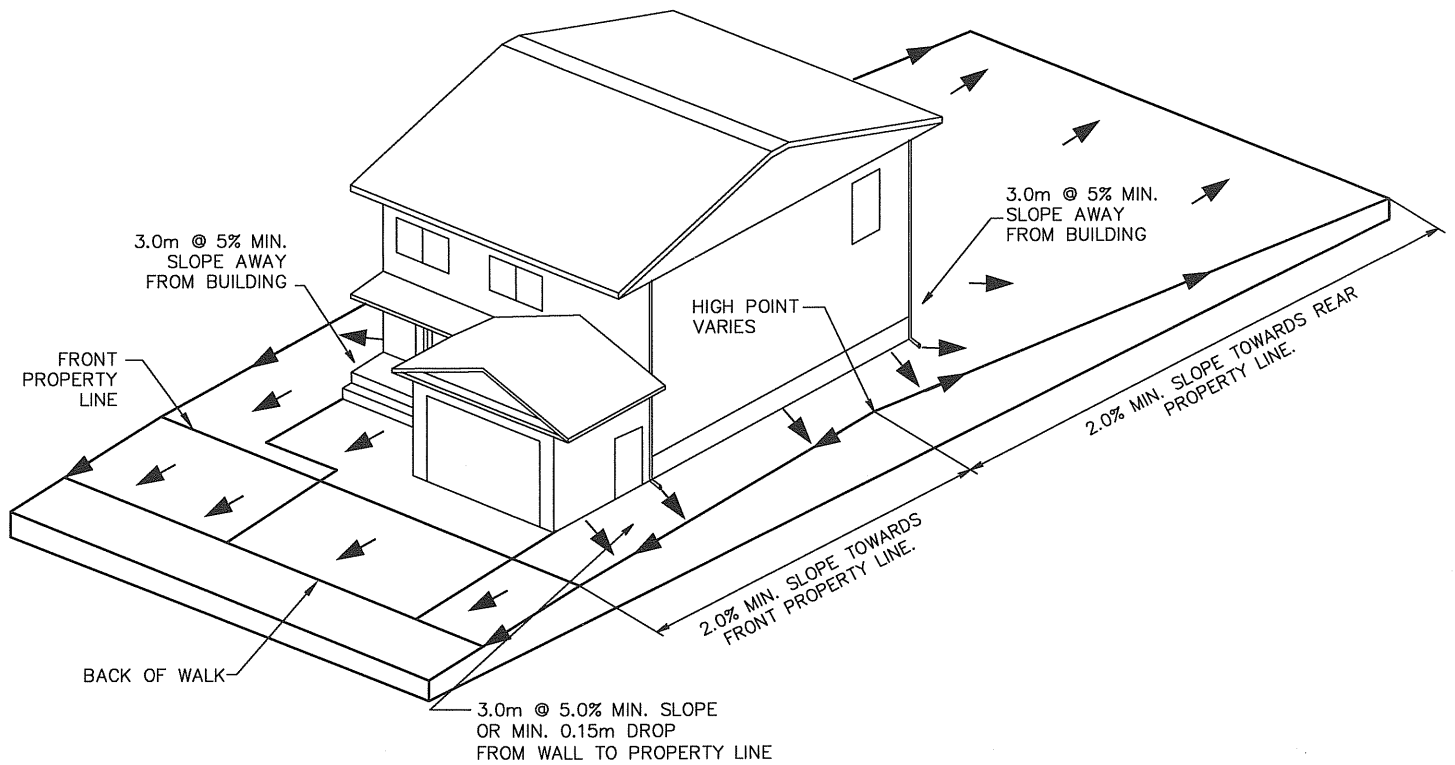 3.0m @ 5% MIN.
SLOPE AWAY
FROM BUILDING
3.0m @ 5% MIN.
SLOPE AWAY
FROM BUILDING
HIGH POINT
VARIES
FRONT
PROPERTY
LINE
2.0% MIN. SLOPE TOWARDS REAR
PROPERTY LINE.
2.0% MIN. SLOPE TOWARDS
FRONT PROPERTY LINE.
BACK OF WALK
3.0m @ 5.0% MIN. SLOPE
OR MIN. 0.15m DROP
FROM WALL TO PROPERTY LINE